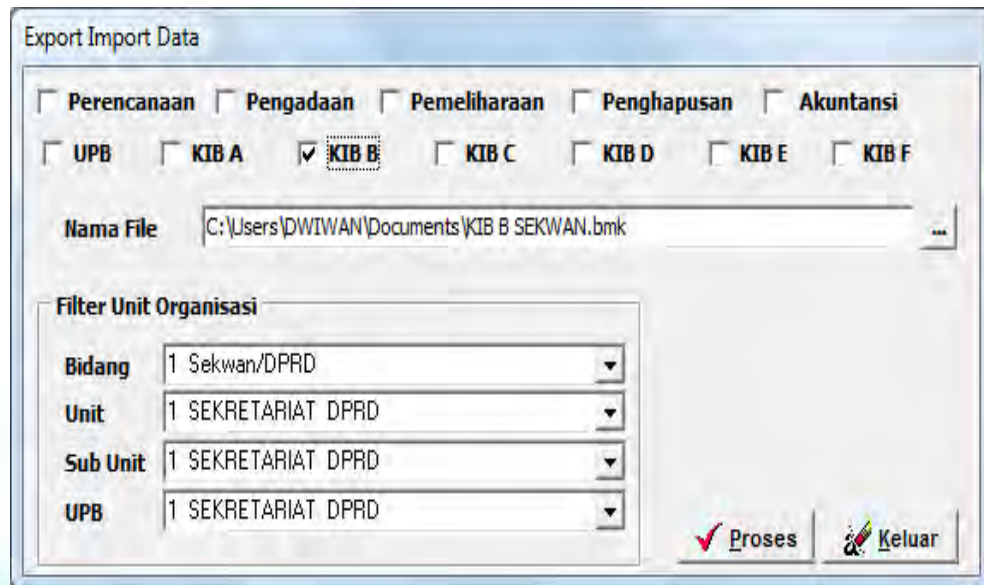 Export Import Data
Perencanaan Pengadaan Pemeliharaan Penghapusan Akuntansi
UPB KIB A KIB B KIB C KIB D KIB E KIB F
Nama File C:\Users\DWIWAN\Documents\KIB B SEKWAN.bmk ...
Filter Unit Organisasi
Bidang 1 Sekwan/DPRD
Unit 1 SEKRETARIAT DPRD
Sub Unit 1 SEKRETARIAT DPRD
UPB 1 SEKRETARIAT DPRD
Proses Keluar